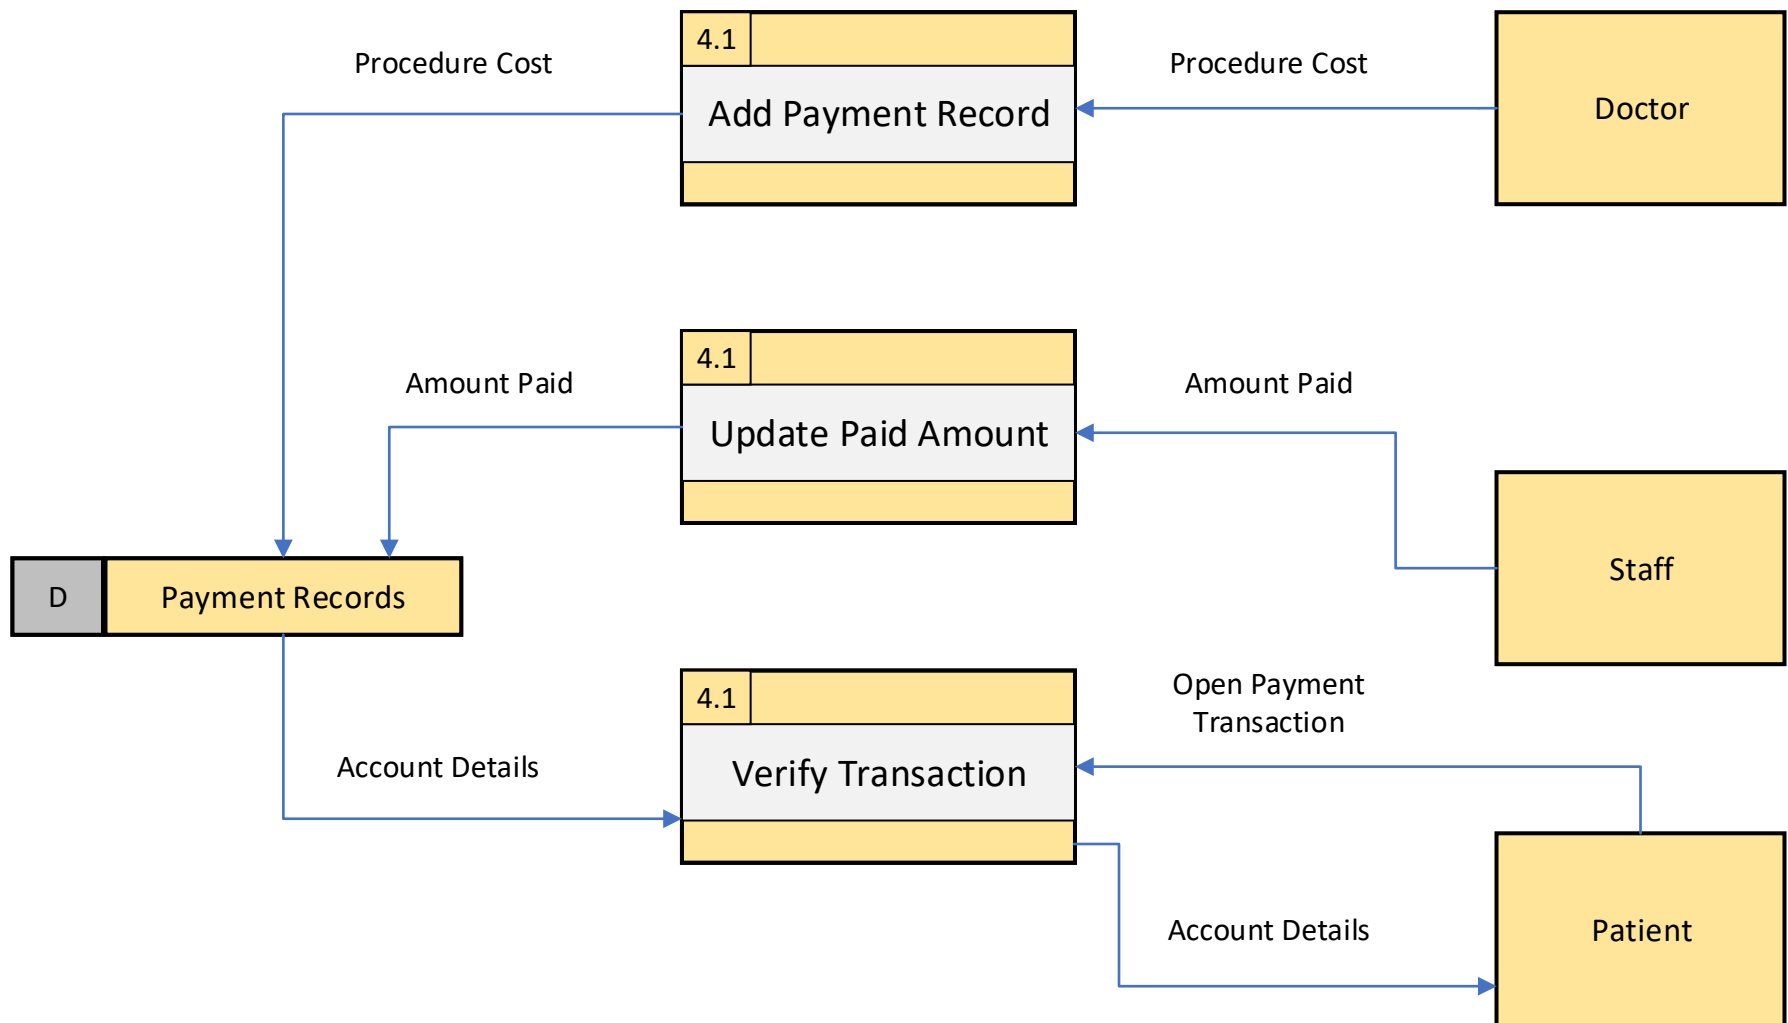 4.1
Procedure Cost
Procedure Cost
Add Payment Record
Doctor
4.1
Amount Paid
Amount Paid
Update Paid Amount
Staff
D
Payment Records
4.1
Open Payment
Transaction
Account Details
Verify Transaction
Account Details
Patient